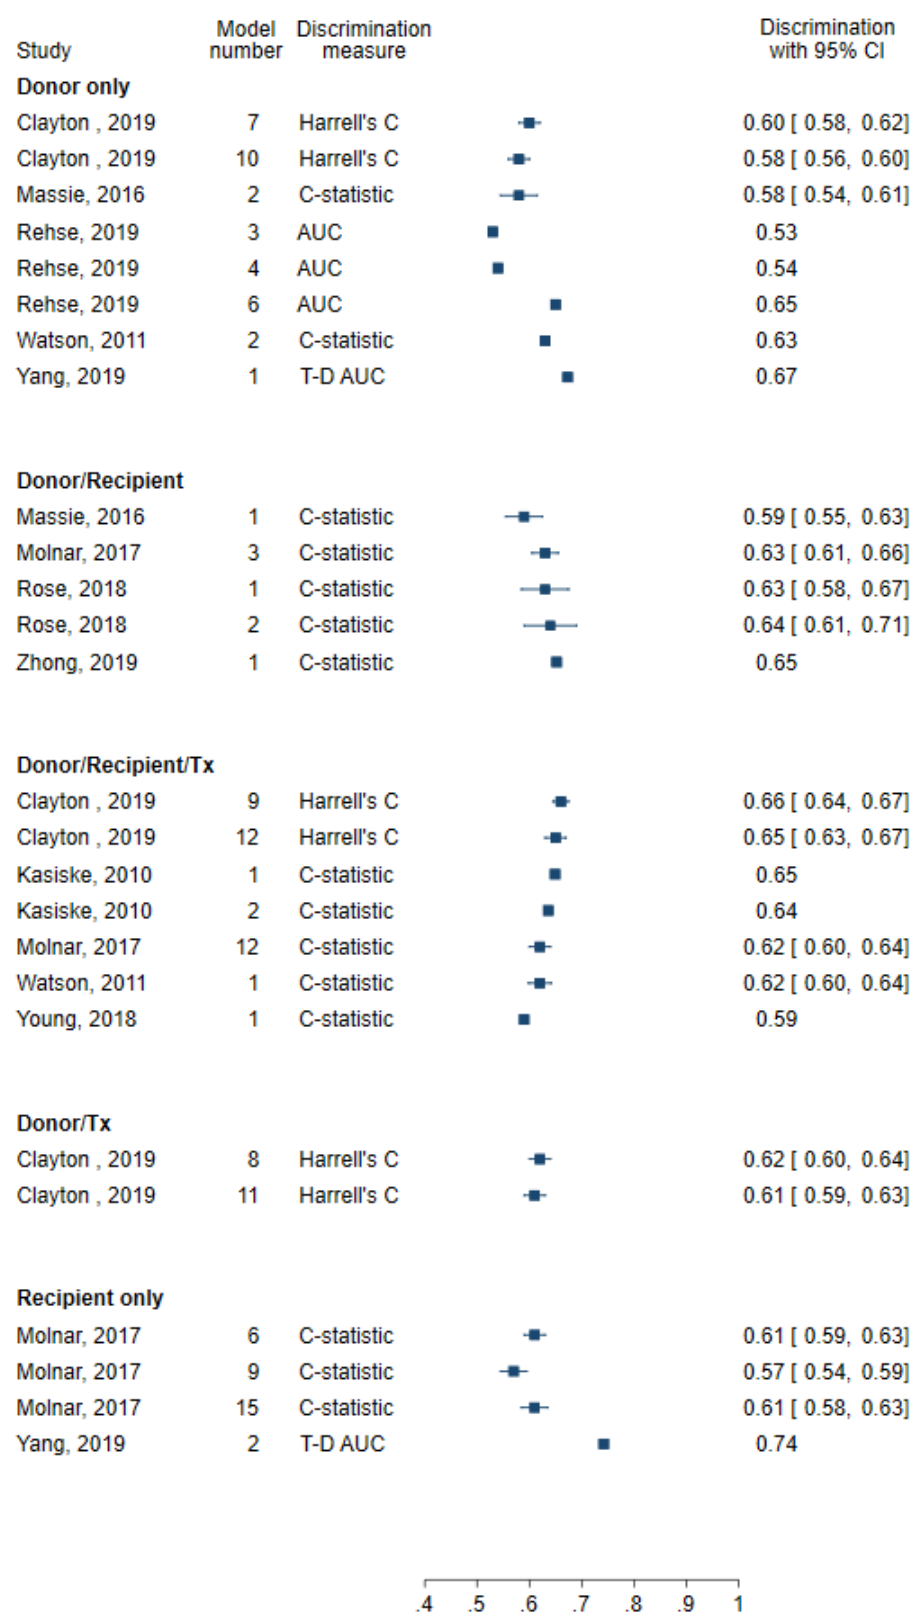 Study Model number Discrimination measure Discrimination with 95% CI
Donor only
Clayton , 2019 7 Harrell's C 0.60 [ 0.58, 0.62]
Clayton , 2019 10 Harrell's C 0.58 [ 0.56, 0.60]
Massie, 2016 2 C-statistic 0.58 [ 0.54, 0.61]
Rehse, 2019 3 AUC 0.53
Rehse, 2019 4 AUC 0.54
Rehse, 2019 6 AUC 0.65
Watson, 2011 2 C-statistic 0.63
Yang, 2019 1 T-D AUC 0.67
Donor/Recipient
Massie, 2016 1 C-statistic 0.59 [ 0.55, 0.63]
Molnar, 2017 3 C-statistic 0.63 [ 0.61, 0.66]
Rose, 2018 1 C-statistic 0.63 [ 0.58, 0.67]
Rose, 2018 2 C-statistic 0.64 [ 0.61, 0.71]
Zhong, 2019 1 C-statistic 0.65
Donor/Recipient/Tx
Clayton , 2019 9 Harrell's C 0.66 [ 0.64, 0.67]
Clayton , 2019 12 Harrell's C 0.65 [ 0.63, 0.67]
Kasiske, 2010 1 C-statistic 0.65
Kasiske, 2010 2 C-statistic 0.64
Molnar, 2017 12 C-statistic 0.62 [ 0.60, 0.64]
Watson, 2011 1 C-statistic 0.62 [ 0.60, 0.64]
Young, 2018 1 C-statistic 0.59
Donor/Tx
Clayton , 2019 8 Harrell's C 0.62 [ 0.60, 0.64]
Clayton , 2019 11 Harrell's C 0.61 [ 0.59, 0.63]
Recipient only
Molnar, 2017 6 C-statistic 0.61 [ 0.59, 0.63]
Molnar, 2017 9 C-statistic 0.57 [ 0.54, 0.59]
Molnar, 2017 15 C-statistic 0.61 [ 0.58, 0.63]
Yang, 2019 2 T-D AUC 0.74
.4 .5 .6 .7 .8 .9 1